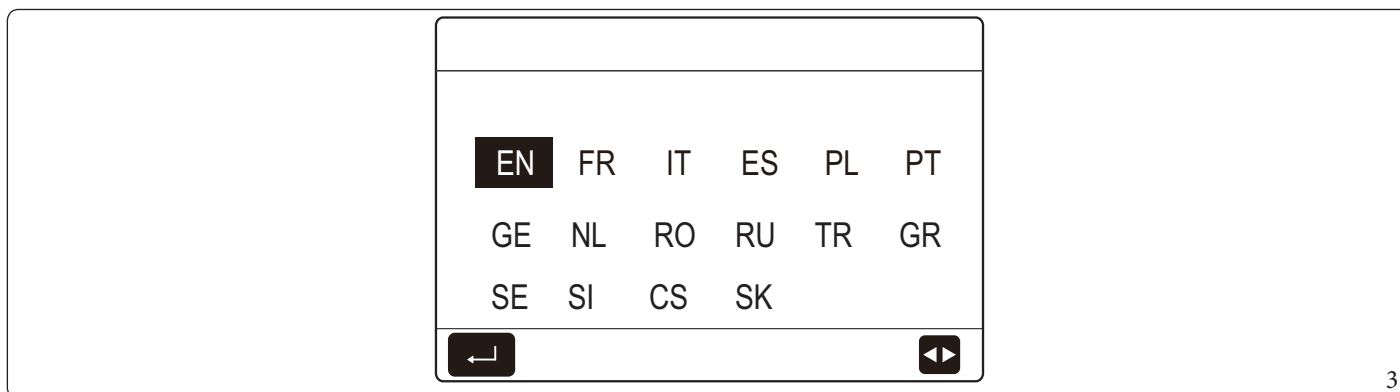 EN FR IT ES PL PT
GE NL RO RU TR GR
SE SI CS SK
3